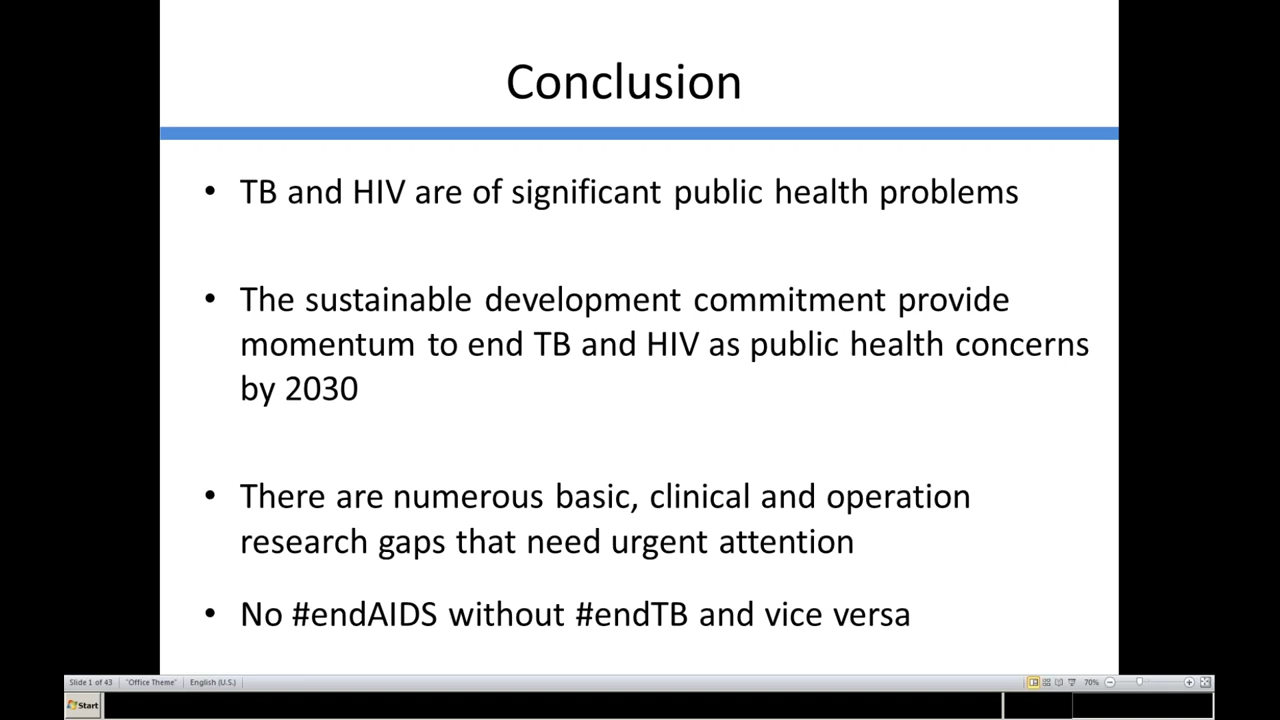 Conclusion
• TB and HIV are of significant public health problems
• The sustainable development commitment provide
momentum to end TB and HIV as public health concerns
by 2030
• There are numerous basic, clinical and operation
research gaps that need urgent attention
• No #endAIDS without #endTB and vice versa
Slide 1 of 43 "Office Theme" English (U.S.) 70%
Start